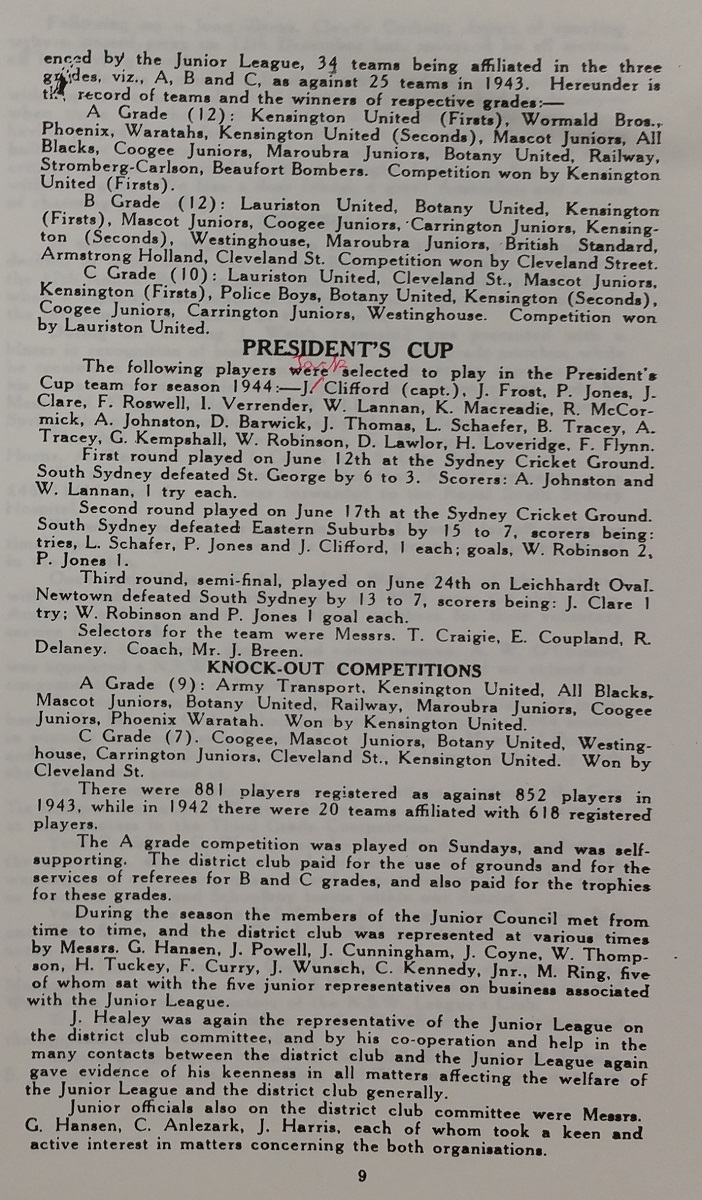 enced by the Junior League, 34 teams being affiliated in the three
grades, viz., A, B and C, as against 25 teams in 1943. Hereunder is
the record of teams and the winners of respective grades:—
A Grade (12): Kensington United (Firsts), Wormald Bros.,
Phoenix, Waratahs, Kensington United (Seconds), Mascot Juniors, All
Blacks, Coogee Juniors, Maroubra Juniors, Botany United, Railway,
Stromberg-Carlson, Beaufort Bombers. Competition won by Kensington
United (Firsts).
B Grade (12): Lauriston United, Botany United, Kensington
(Firsts), Mascot Juniors, Coogee Juniors, Carrington Juniors, Kensing-
ton (Seconds), Westinghouse, Maroubra Juniors, British Standard,
Armstrong Holland, Cleveland St. Competition won by Cleveland Street.
C Grade (10): Lauriston United, Cleveland St., Mascot Juniors,
Kensington (Firsts), Police Boys, Botany United, Kensington (Seconds),
Coogee Juniors, Carrington Juniors, Westinghouse. Competition won
by Lauriston United.
PRESIDENT'S CUP
The following players were selected to play in the President's
Jack
Cup team for season 1944:—J. Clifford (capt.), J. Frost, P. Jones, J.
Clare, F. Roswell, I. Verrender, W. Lannan, K. Macreadie, R. McCor-
mick, A. Johnston, D. Barwick, J. Thomas, L. Schaefer, B. Tracey, A.
Tracey, G. Kempshall, W. Robinson, D. Lawlor, H. Loveridge, F. Flynn.
First round played on June 12th at the Sydney Cricket Ground.
South Sydney defeated St. George by 6 to 3. Scorers: A. Johnston and
W. Lannan, 1 try each.
Second round played on June 17th at the Sydney Cricket Ground.
South Sydney defeated Eastern Suburbs by 15 to 7, scorers being:
tries, L. Schafer, P. Jones and J. Clifford, 1 each; goals, W. Robinson 2,
P. Jones 1.
Third round, semi-final, played on June 24th on Leichhardt Oval.
Newtown defeated South Sydney by 13 to 7, scorers being: J. Clare 1
try; W. Robinson and P. Jones 1 goal each.
Selectors for the team were Messrs. T. Craigie, E. Coupland, R.
Delaney. Coach, Mr. J. Breen.
KNOCK-OUT COMPETITIONS
A Grade (9): Army Transport, Kensington United, All Blacks,
Mascot Juniors, Botany United, Railway, Maroubra Juniors, Coogee
Juniors, Phoenix Waratah. Won by Kensington United.
C Grade (7). Coogee, Mascot Juniors, Botany United, Westing-
house, Carrington Juniors, Cleveland St., Kensington United. Won by
Cleveland St.
There were 881 players registered as against 852 players in
1943, while in 1942 there were 20 teams affiliated with 618 registered
players.
The A grade competition was played on Sundays, and was self-
supporting. The district club paid for the use of grounds and for the
services of referees for B and C grades, and also paid for the trophies
for these grades.
During the season the members of the Junior Council met from
time to time, and the district club was represented at various times
by Messrs. G. Hansen, J. Powell, J. Cunningham, J. Coyne, W. Thomp-
son, H. Tuckey, F. Curry, J. Wunsch, C. Kennedy, Jnr., M. Ring, five
of whom sat with the five junior representatives on business associated
with the Junior League.
J. Healey was again the representative of the Junior League on
the district club committee, and by his co-operation and help in the
many contacts between the district club and the Junior League again
gave evidence of his keenness in all matters affecting the welfare of
the Junior League and the district club generally.
Junior officials also on the district club committee were Messrs.
G. Hansen, C. Anlezark, J. Harris, each of whom took a keen and
active interest in matters concerning the both organisations.
9